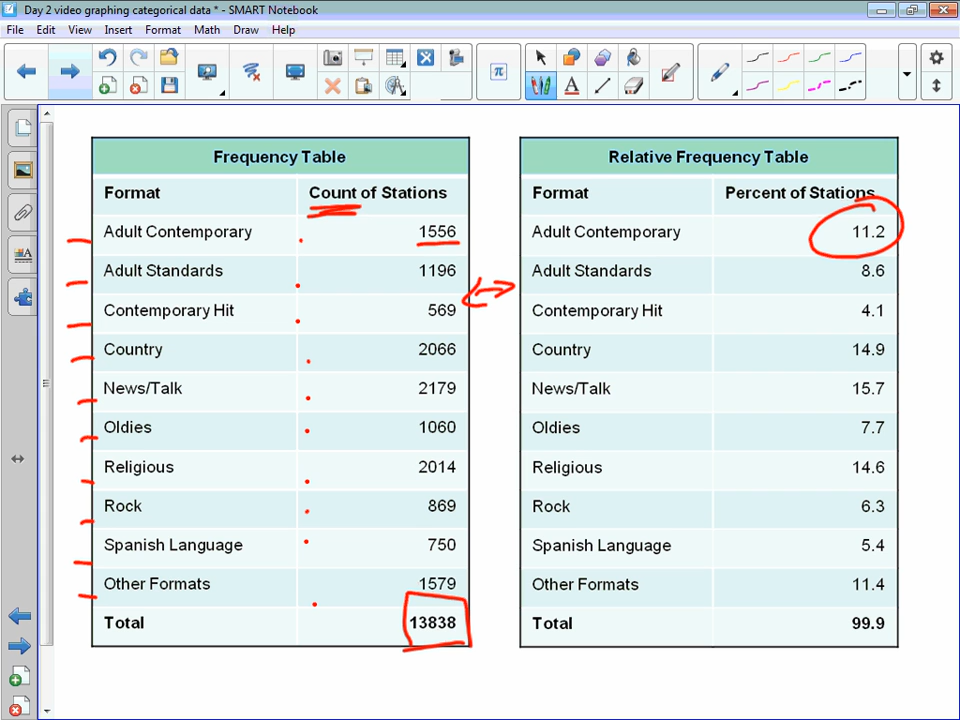 Day 2 video graphing categorical data * - SMART Notebook
File Edit View Insert Format Math Draw Help
π
A
Frequency Table
Format Count of Stations
Adult Contemporary 1556
Adult Standards 1196
Contemporary Hit 569
Country 2066
News/Talk 2179
Oldies 1060
Religious 2014
Rock 869
Spanish Language 750
Other Formats 1579
Total 13838
Relative Frequency Table
Format Percent of Stations
Adult Contemporary 11.2
Adult Standards 8.6
Contemporary Hit 4.1
Country 14.9
News/Talk 15.7
Oldies 7.7
Religious 14.6
Rock 6.3
Spanish Language 5.4
Other Formats 11.4
Total 99.9